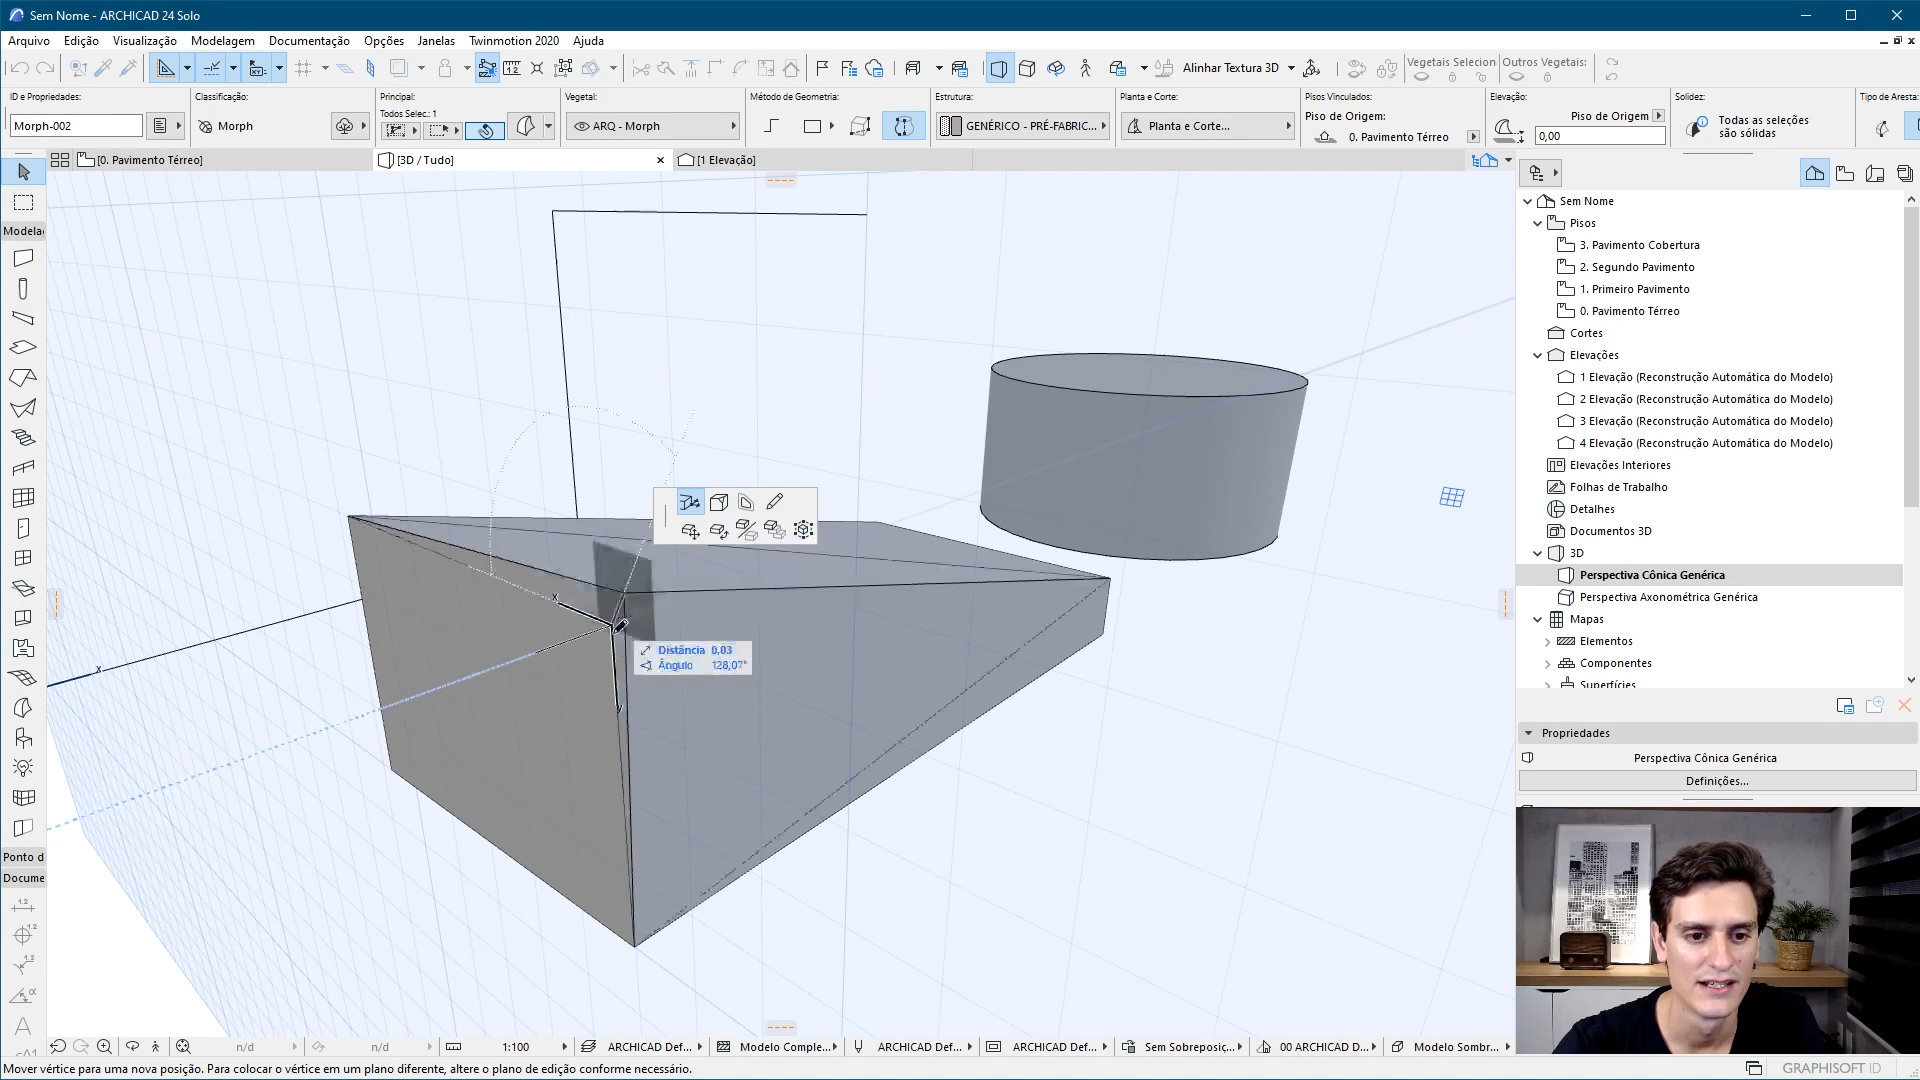 Sem Nome - ARCHICAD 24 Solo
Arquivo Edição Visualização Modelagem Documentação Opções Janelas Twinmotion 2020 Ajuda
Alinhar Textura 3D
Vegetais Selecion
Outros Vegetais:
ID e Propriedades:
Morph-002
Classificação:
Morph
Principal:
Todos Selec.: 1
Vegetal:
ARQ - Morph
Método de Geometria:
Estrutura:
GENÉRICO - PRÉ-FABRIC...
Planta e Corte:
Planta e Corte...
Pisos Vinculados:
Piso de Origem:
0. Pavimento Térreo
Elevação:
Piso de Origem
0,00
Solidez:
Todas as seleções
são sólidas
Tipo de Aresta:
[0. Pavimento Térreo]
[3D / Tudo]
[1 Elevação]
Modela
Ponto d
Docume
1.2
1.2
1.2
A
x
x
y
Distância 0,03
Ângulo 128,07°
Sem Nome
Pisos
3. Pavimento Cobertura
2. Segundo Pavimento
1. Primeiro Pavimento
0. Pavimento Térreo
Cortes
Elevações
1 Elevação (Reconstrução Automática do Modelo)
2 Elevação (Reconstrução Automática do Modelo)
3 Elevação (Reconstrução Automática do Modelo)
4 Elevação (Reconstrução Automática do Modelo)
Elevações Interiores
Folhas de Trabalho
Detalhes
Documentos 3D
3D
Perspectiva Cônica Genérica
Perspectiva Axonométrica Genérica
Mapas
Elementos
Componentes
Superfícies
Propriedades
Perspectiva Cônica Genérica
Definições...
n/d
n/d
1:100
ARCHICAD Def...
Modelo Comple...
ARCHICAD Def...
ARCHICAD Def...
Sem Sobreposiç...
00 ARCHICAD D...
Modelo Sombr...
Mover vértice para uma nova posição. Para colocar o vértice em um plano diferente, altere o plano de edição conforme necessário.
GRAPHISOFT ID